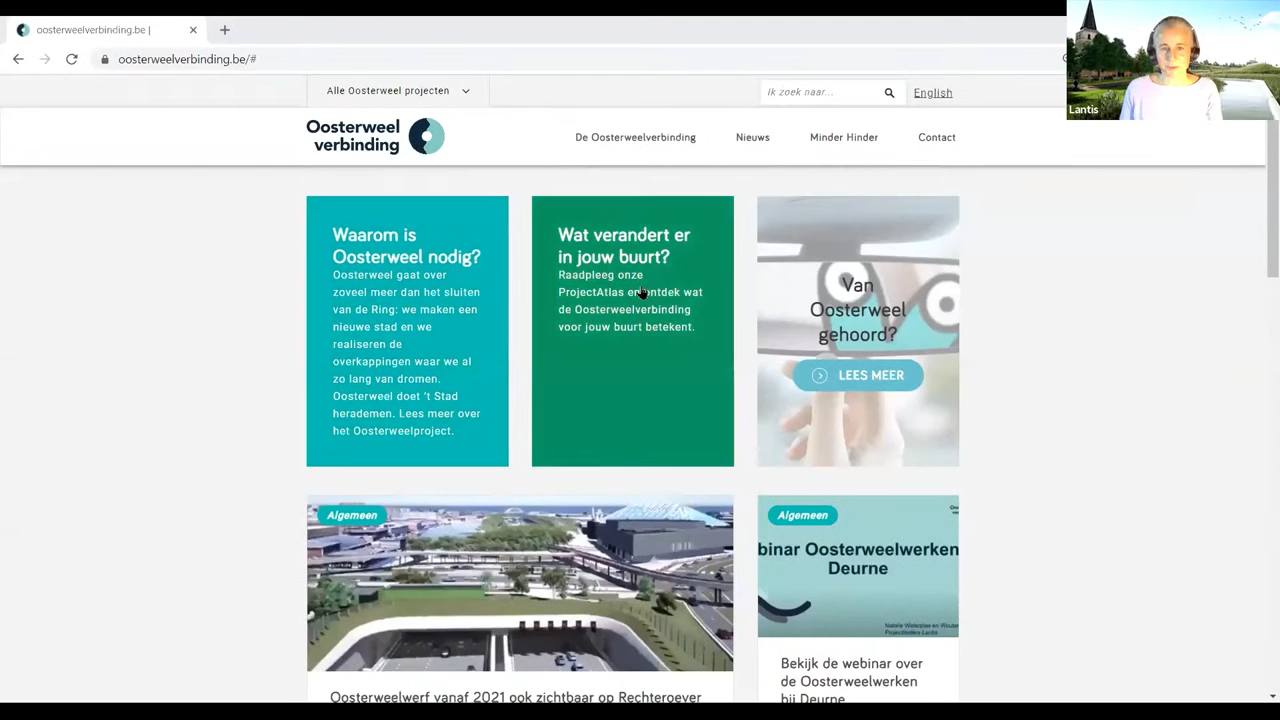 oosterweelverbinding.be |
oosterweelverbinding.be/#
Lantis
Alle Oosterweel projecten
Ik zoek naar...
English
Oosterweel
verbinding
De Oosterweelverbinding
Nieuws
Minder Hinder
Contact
Waarom is
Oosterweel nodig?
Oosterweel gaat over
zoveel meer dan het sluiten
van de Ring: we maken een
nieuwe stad en we
realiseren de
overkappingen waar we al
zo lang van dromen.
Oosterweel doet 't Stad
herademen. Lees meer over
het Oosterweelproject.
Wat verandert er
in jouw buurt?
Raadpleeg onze
ProjectAtlas en ontdek wat
de Oosterweelverbinding
voor jouw buurt betekent.
Van
Oosterweel
gehoord?
LEES MEER
Algemeen
Oosterweelwerf vanaf 2021 ook zichtbaar op Rechteroever
Algemeen
binar Oosterweelwerken
Deurne
Bekijk de webinar over
de Oosterweelwerken
bij Deurne